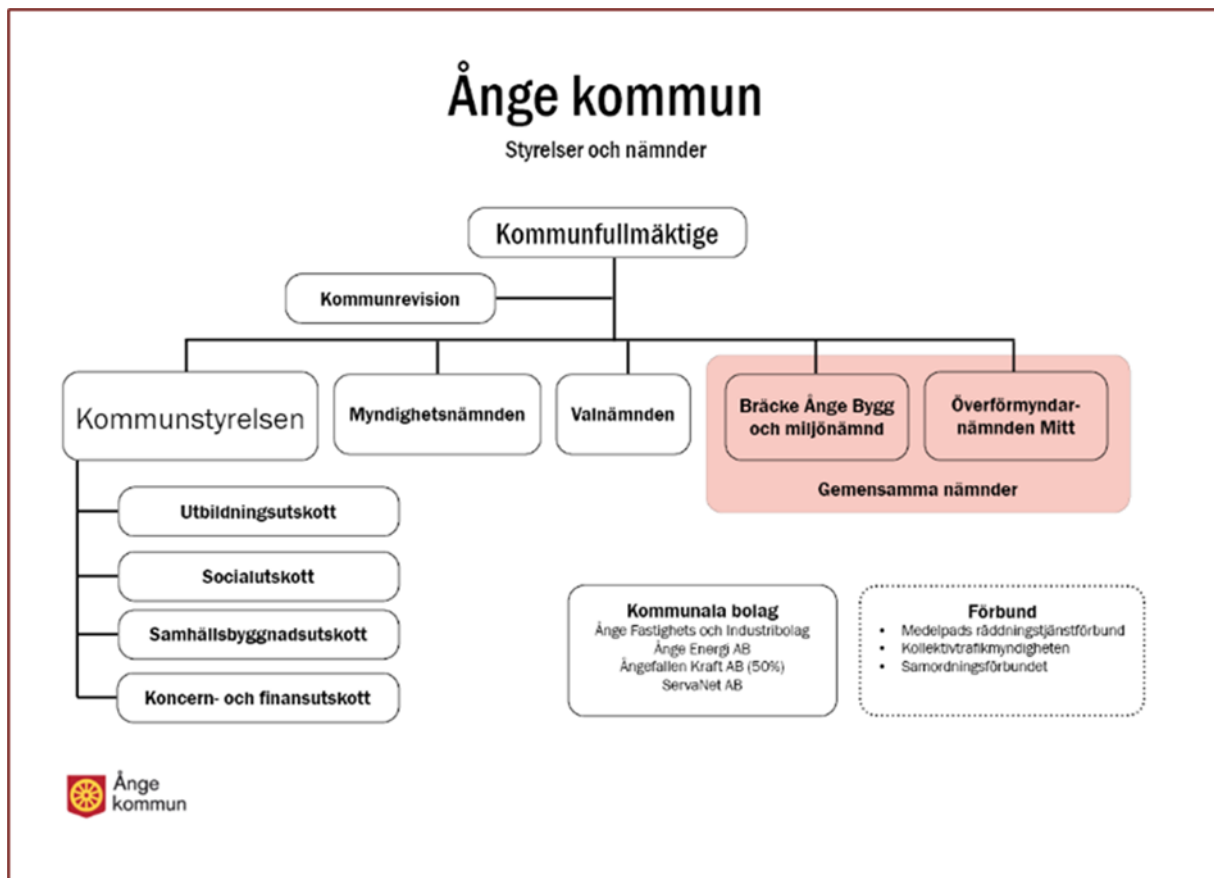 Ånge kommun
Styrelser och nämnder
Kommunfullmäktige
Kommunrevision
Kommunstyrelsen
Myndighetsnämnden
Valnämnden
Bräcke Ånge Bygg
och miljönämnd
Överförmyndar-
nämnden Mitt
Gemensamma nämnder
Utbildningsutskott
Socialutskott
Samhällsbyggnadsutskott
Koncern- och finansutskott
Kommunala bolag
Ånge Fastighets och Industribolag
Ånge Energi AB
Ångefallen Kraft AB (50%)
ServaNet AB
Förbund
• Medelpads räddningstjänstförbund
• Kollektivtrafikmyndigheten
• Samordningsförbundet
Ånge
kommun